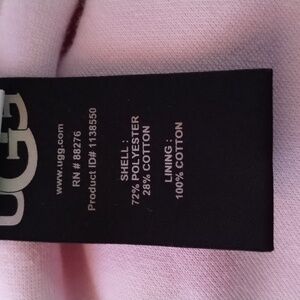 UGG
www.ugg.com
RN # 88276
Product ID# 1138550
SHELL :
72% POLYESTER
28% COTTON
LINING :
100% COTTON